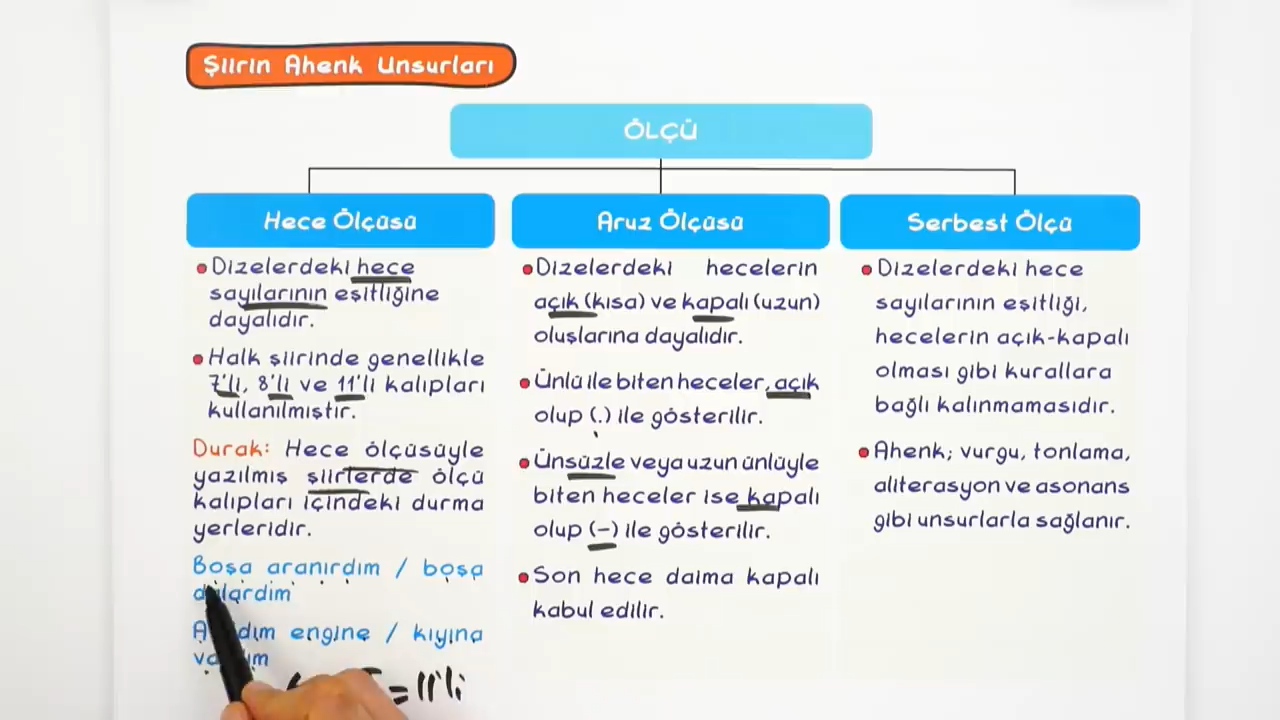 Şiirin Ahenk Unsurları
ÖLÇÜ
Hece Ölçüsü
• Dizelerdeki hece
sayılarının eşitliğine
dayalıdır.
• Halk şiirinde genellikle
7'li, 8'li ve 11'li kalıpları
kullanılmıştır.
Durak: Hece ölçüsüyle
yazılmış şiirlerde ölçü
kalıpları içindeki durma
yerleridir.
Boşa aranırdım / boşa
dalardım
engine / kıyına
= 11'li
Aruz Ölçüsü
• Dizelerdeki hecelerin
açık (kısa) ve kapalı (uzun)
oluşlarına dayalıdır.
• Ünlü ile biten heceler, açık
olup (.) ile gösterilir.
• Ünsüzle veya uzun ünlüyle
biten heceler ise kapalı
olup (–) ile gösterilir.
• Son hece daima kapalı
kabul edilir.
Serbest Ölçü
• Dizelerdeki hece
sayılarının eşitliği,
hecelerin açık-kapalı
olması gibi kurallara
bağlı kalınmamasıdır.
• Ahenk; vurgu, tonlama,
aliterasyon ve asonans
gibi unsurlarla sağlanır.